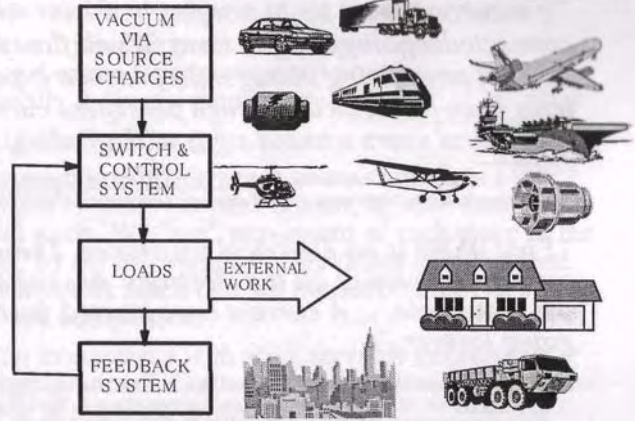 VACUUM
VIA
SOURCE
CHARGES
SWITCH &
CONTROL
SYSTEM
LOADS
EXTERNAL
WORK
FEEDBACK
SYSTEM